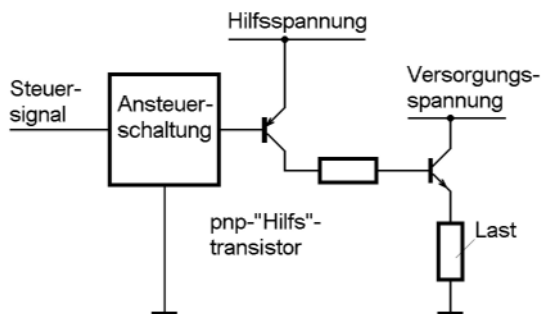 Hilfsspannung
Steuer-
signal
Ansteuer-
schaltung
Versorgungs-
spannung
pnp-"Hilfs"-
transistor
Last